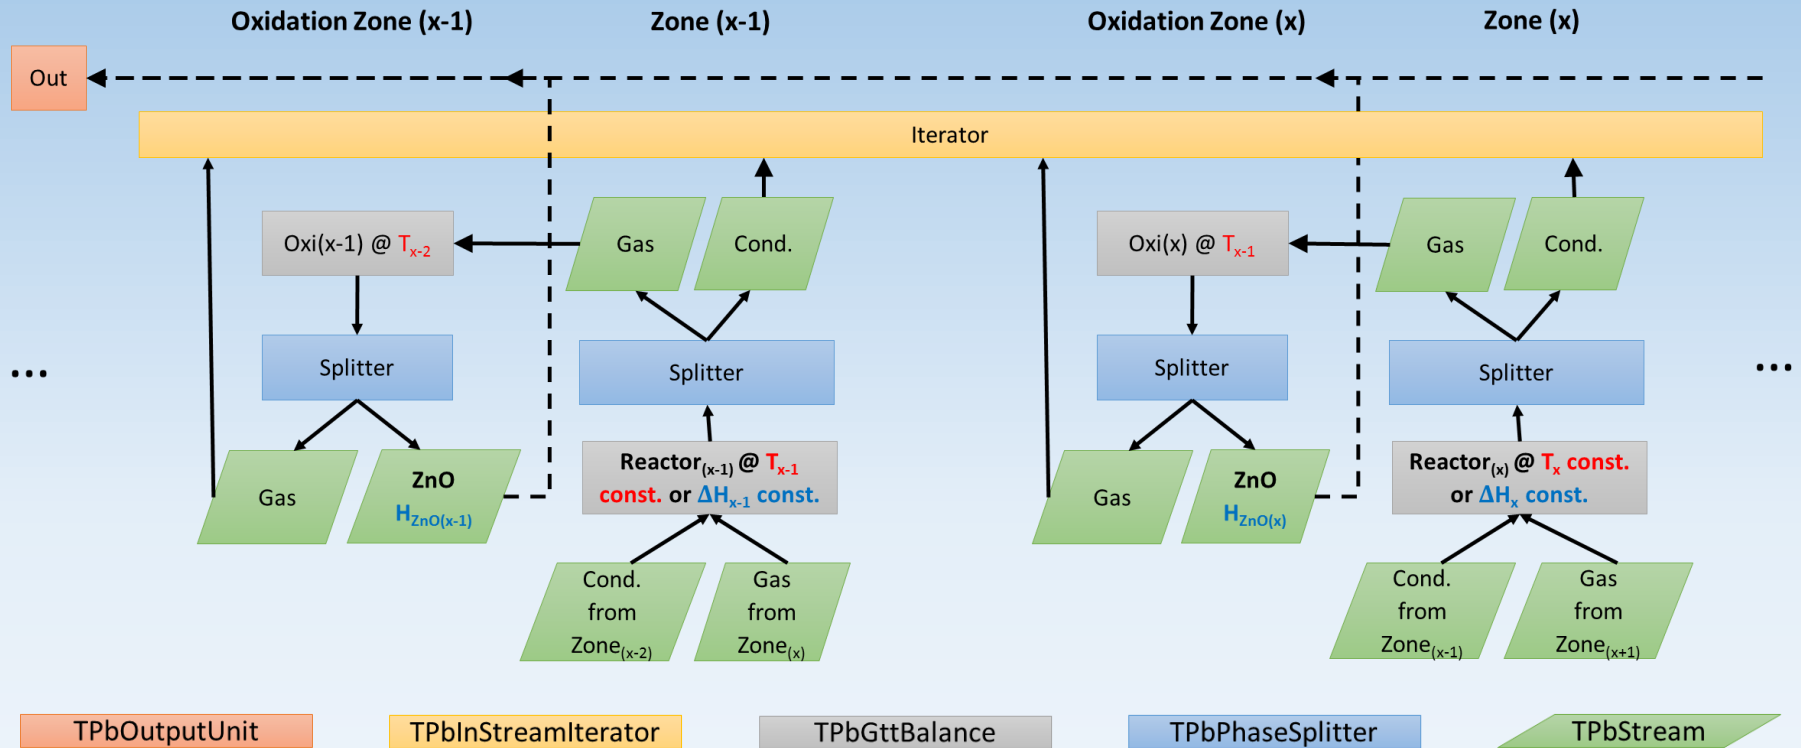 Oxidation Zone (x-1)
Zone (x-1)
Oxidation Zone (x)
Zone (x)
Out
Iterator
Oxi(x-1) @ Tx-2
Gas
Cond.
Oxi(x) @ Tx-1
Gas
Cond.
Splitter
Splitter
Splitter
Splitter
...
...
Gas
ZnO
HZnO(x-1)
Reactor(x-1) @ Tx-1
const. or ΔHx-1 const.
Gas
ZnO
HZnO(x)
Reactor(x) @ Tx const.
or ΔHx const.
Cond.
from
Zone(x-2)
Gas
from
Zone(x)
Cond.
from
Zone(x-1)
Gas
from
Zone(x+1)
TPbOutputUnit
TPbInStreamIterator
TPbGttBalance
TPbPhaseSplitter
TPbStream